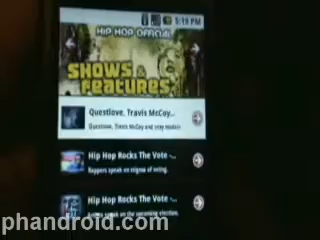 5:19 PM
HIP HOP OFFICIAL
SHOWS &
FEATURES
Questlove, Travis McCoy...
Questlove, Travis McCoy and
Hip Hop Rocks The Vote -...
Rappers speak on stigma of voting.
Hip Hop Rocks The Vote -...
speak on the upcoming election.
phandroid.com